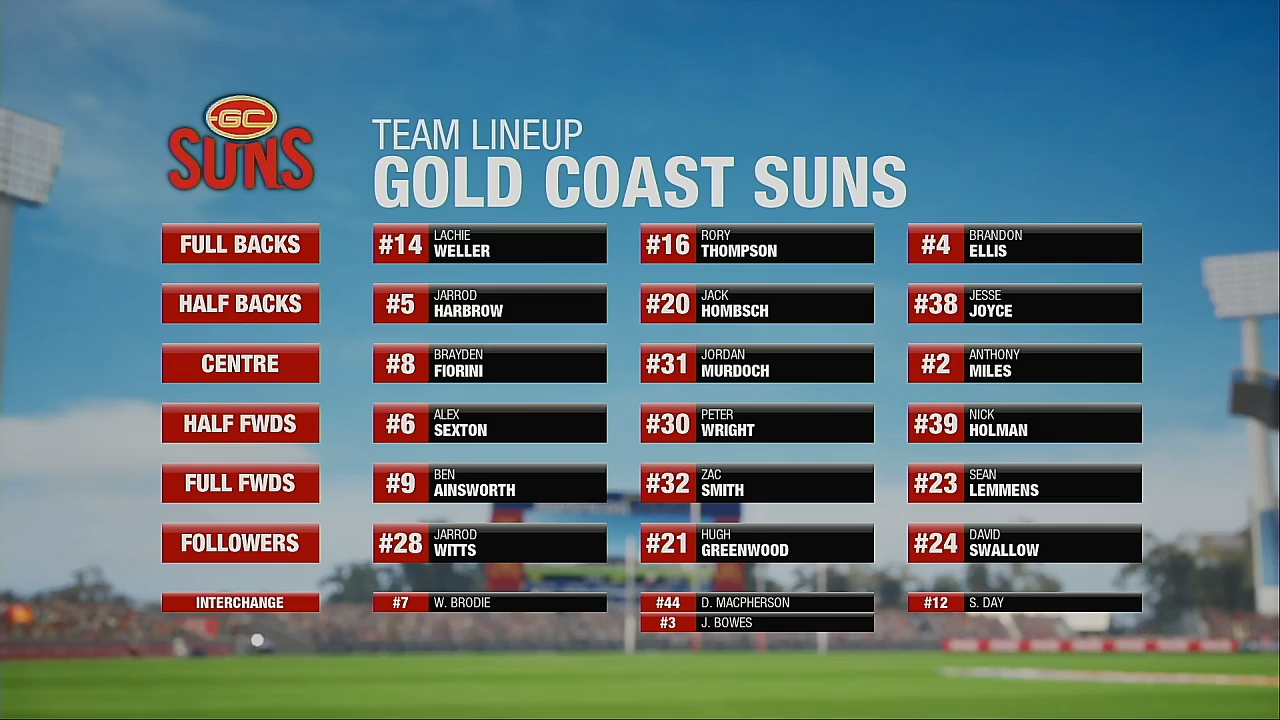 GC
SUNS
TEAM LINEUP
GOLD COAST SUNS
FULL BACKS
#14 LACHIE WELLER
#16 RORY THOMPSON
#4 BRANDON ELLIS
HALF BACKS
#5 JARROD HARBROW
#20 JACK HOMBSCH
#38 JESSE JOYCE
CENTRE
#8 BRAYDEN FIORINI
#31 JORDAN MURDOCH
#2 ANTHONY MILES
HALF FWDS
#6 ALEX SEXTON
#30 PETER WRIGHT
#39 NICK HOLMAN
FULL FWDS
#9 BEN AINSWORTH
#32 ZAC SMITH
#23 SEAN LEMMENS
FOLLOWERS
#28 JARROD WITTS
#21 HUGH GREENWOOD
#24 DAVID SWALLOW
INTERCHANGE
#7 W. BRODIE
#44 D. MACPHERSON
#12 S. DAY
#3 J. BOWES